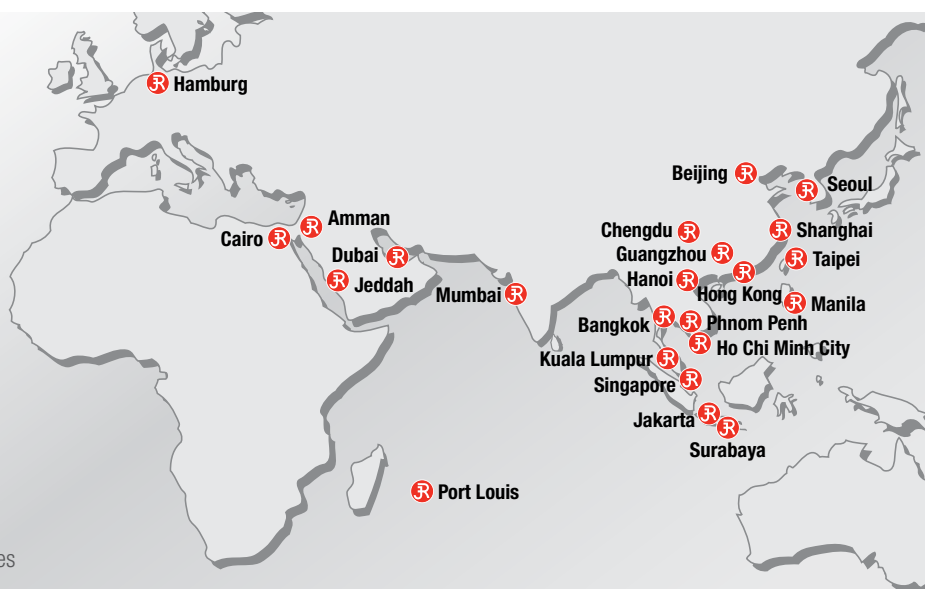 Hamburg
Beijing
Seoul
Amman
Chengdu
Shanghai
Cairo
Guangzhou
Dubai
Taipei
Hanoi
Jeddah
Mumbai
Hong Kong
Manila
Bangkok
Phnom Penh
Ho Chi Minh City
Kuala Lumpur
Singapore
Jakarta
Surabaya
Port Louis
es